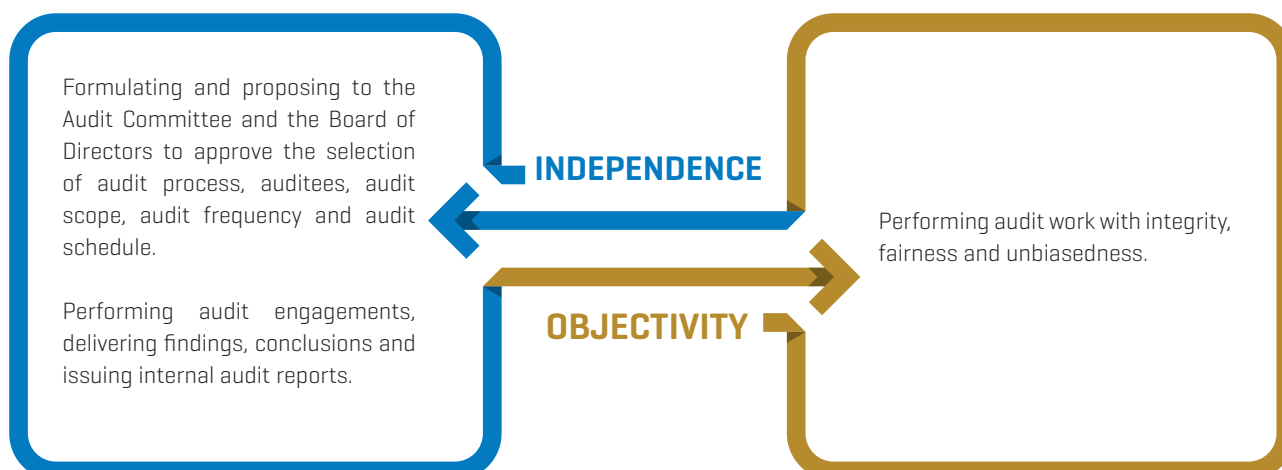 Formulating and proposing to the
Audit Committee and the Board of
Directors to approve the selection
of audit process, auditees, audit
scope, audit frequency and audit
schedule.
Performing audit engagements,
delivering findings, conclusions and
issuing internal audit reports.
INDEPENDENCE
OBJECTIVITY
Performing audit work with integrity,
fairness and unbiasedness.